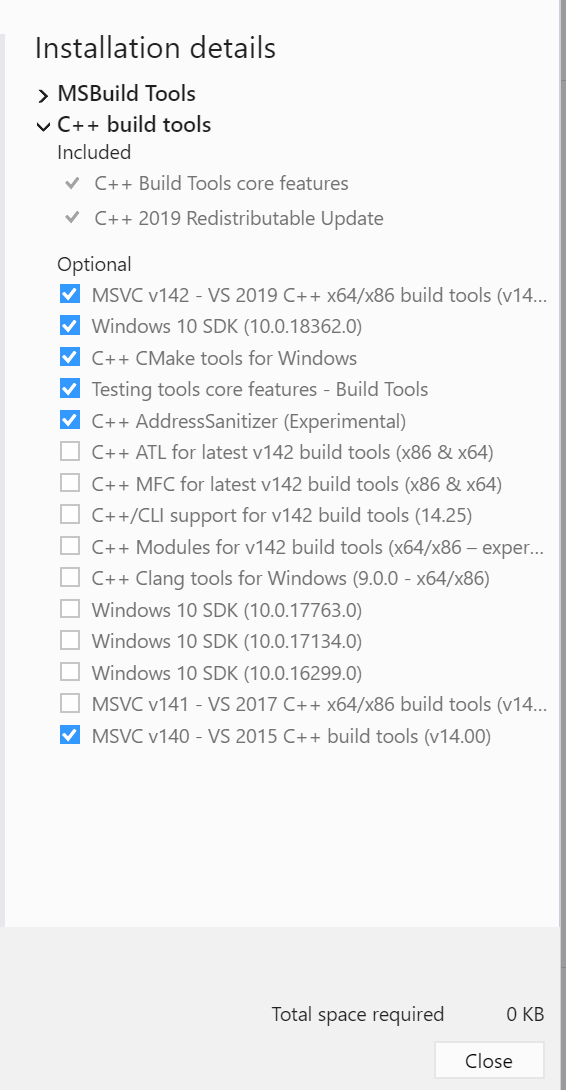 Installation details
MSBuild Tools
C++ build tools
Included
C++ Build Tools core features
C++ 2019 Redistributable Update
Optional
MSVC v142 - VS 2019 C++ x64/x86 build tools (v14...
Windows 10 SDK (10.0.18362.0)
C++ CMake tools for Windows
Testing tools core features - Build Tools
C++ AddressSanitizer (Experimental)
C++ ATL for latest v142 build tools (x86 & x64)
C++ MFC for latest v142 build tools (x86 & x64)
C++/CLI support for v142 build tools (14.25)
C++ Modules for v142 build tools (x64/x86 – exper...
C++ Clang tools for Windows (9.0.0 - x64/x86)
Windows 10 SDK (10.0.17763.0)
Windows 10 SDK (10.0.17134.0)
Windows 10 SDK (10.0.16299.0)
MSVC v141 - VS 2017 C++ x64/x86 build tools (v14...
MSVC v140 - VS 2015 C++ build tools (v14.00)
Total space required 0 KB
Close